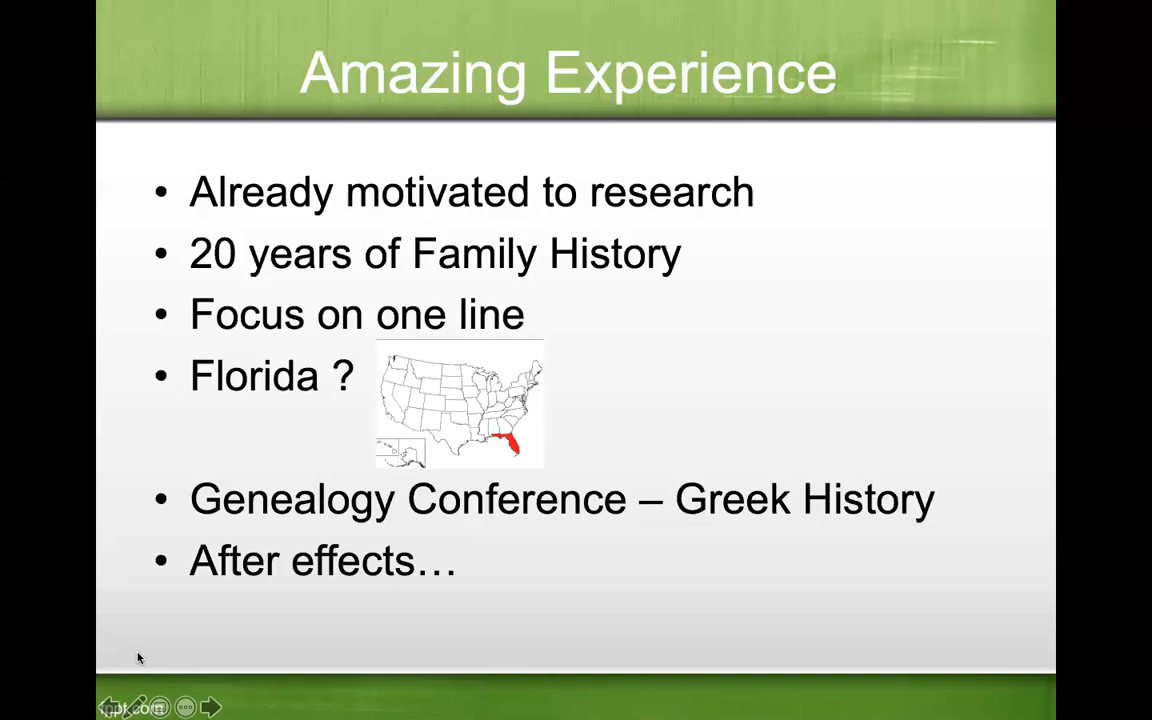 Amazing Experience
• Already motivated to research
• 20 years of Family History
• Focus on one line
• Florida ?
• Genealogy Conference – Greek History
• After effects…